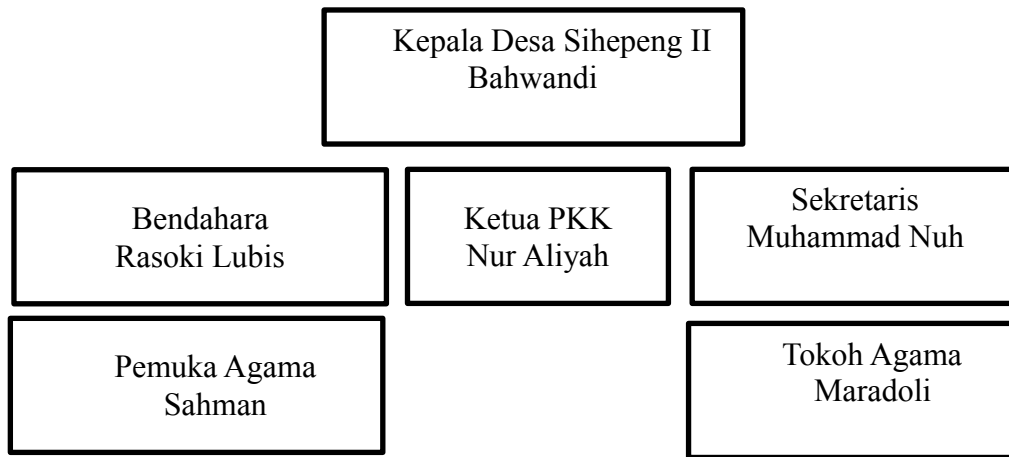 Kepala Desa Sihepeng II
Bahwandi
Bendahara
Rasoki Lubis
Ketua PKK
Nur Aliyah
Sekretaris
Muhammad Nuh
Pemuka Agama
Sahman
Tokoh Agama
Maradoli